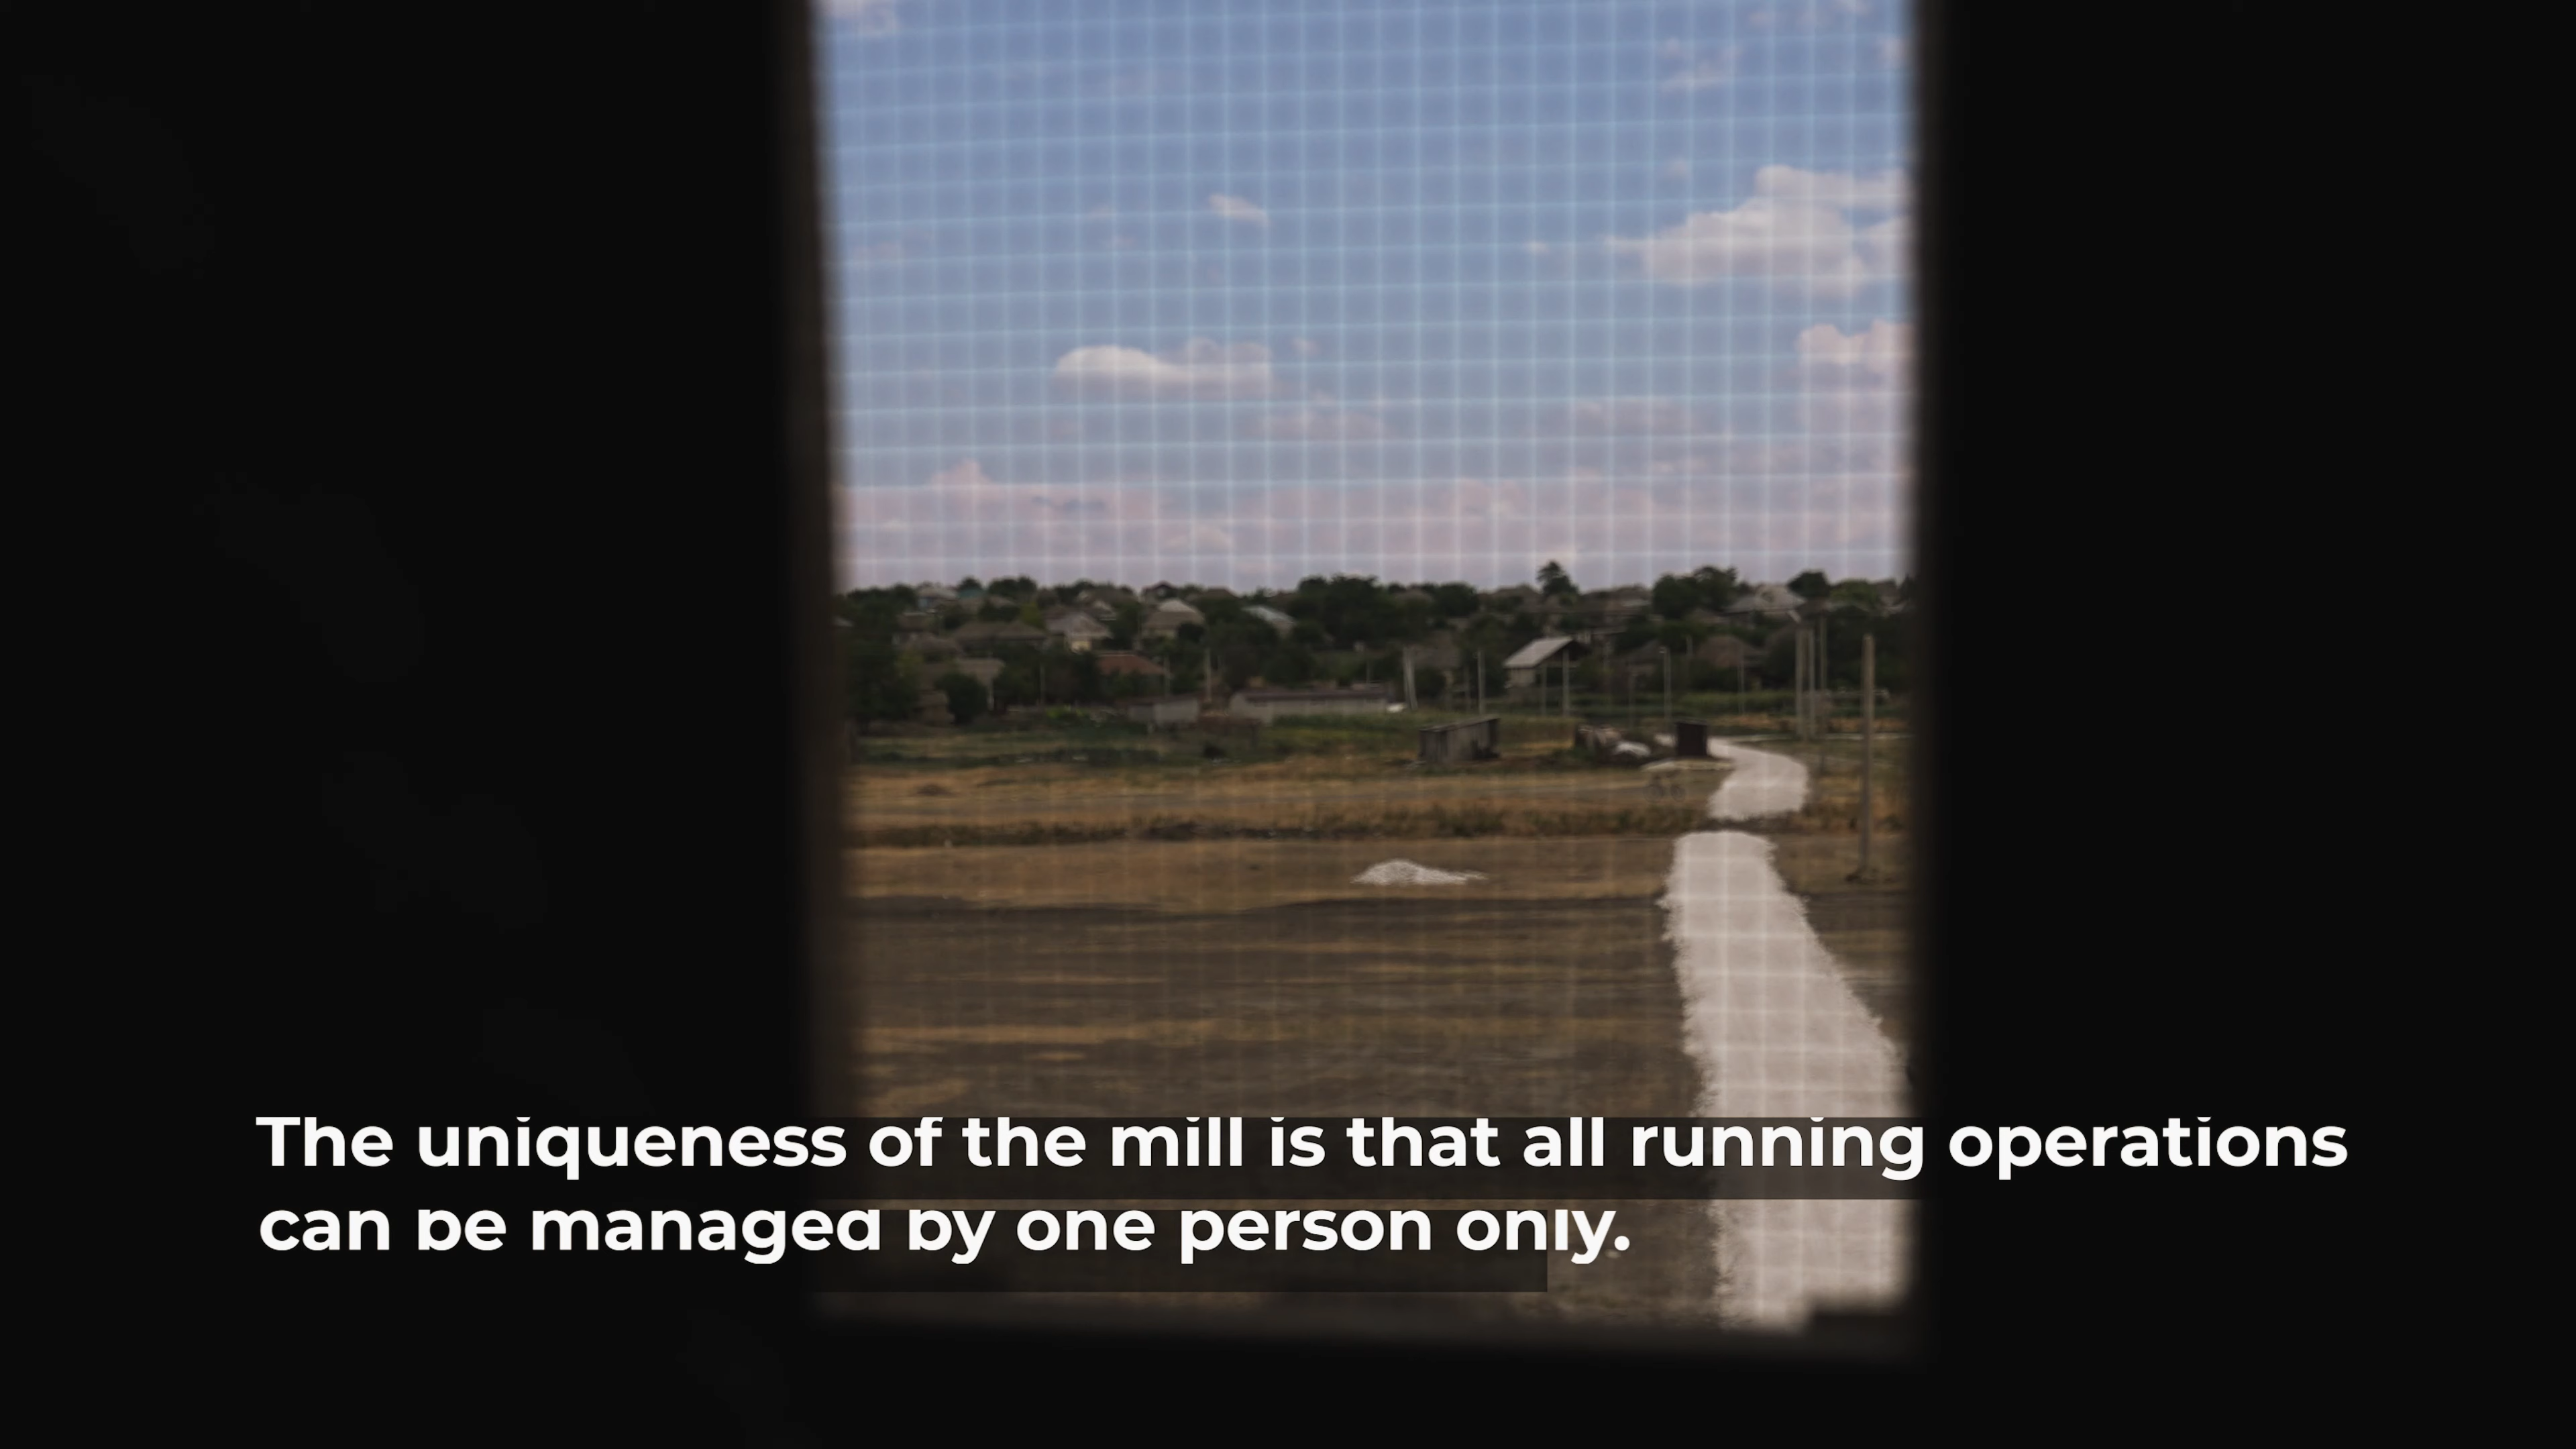 The uniqueness of the mill is that all running operations
can be managed by one person only.